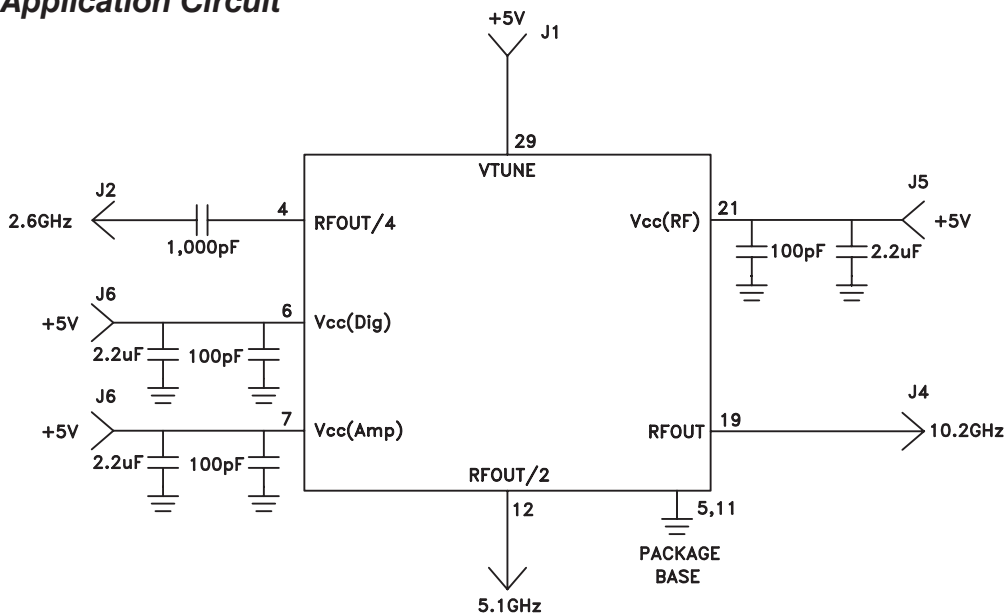 Application Circuit
+5V
J1
29
VTUNE
J2
2.6GHz
1,000pF
4
RFOUT/4
Vcc(RF)
21
J5
+5V
100pF
2.2uF
J6
+5V
6
Vcc(Dig)
2.2uF
100pF
J6
+5V
7
Vcc(Amp)
2.2uF
100pF
RFOUT
19
J4
10.2GHz
RFOUT/2
12
5.1GHz
5,11
PACKAGE
BASE